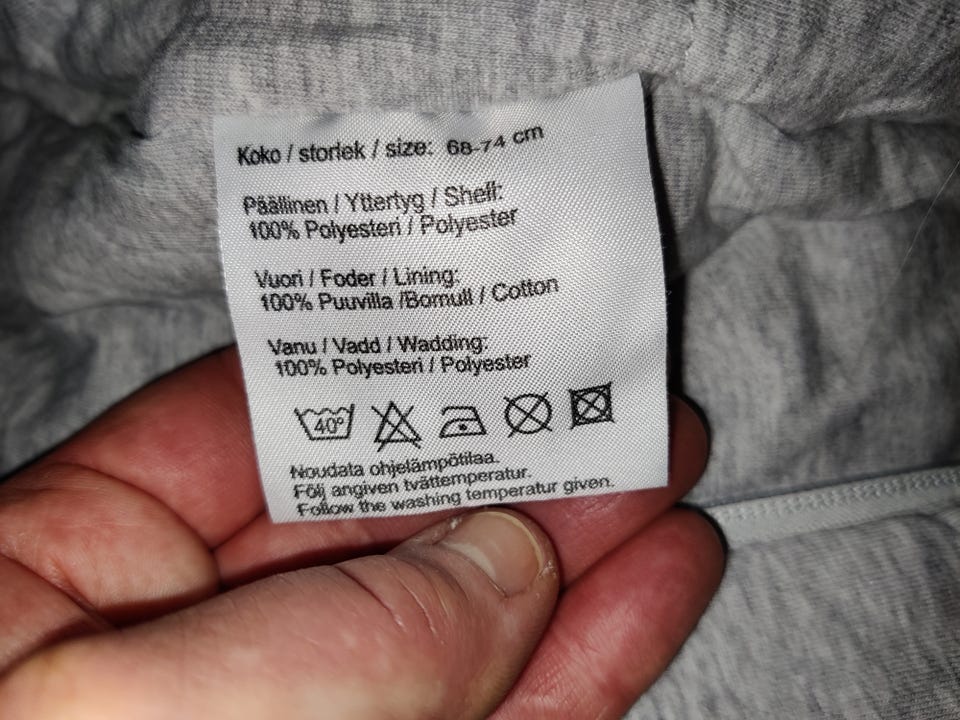 Koko / storlek / size: 68-74 cm
Päällinen / Yttertyg / Shell:
100% Polyesteri / Polyester
Vuori / Foder / Lining:
100% Puuvilla /Bomull / Cotton
Vanu / Vadd / Wadding:
100% Polyesteri / Polyester
40°
Noudata ohjelämpötilaa.
Följ angiven tvättemperatur.
Follow the washing temperatur given.